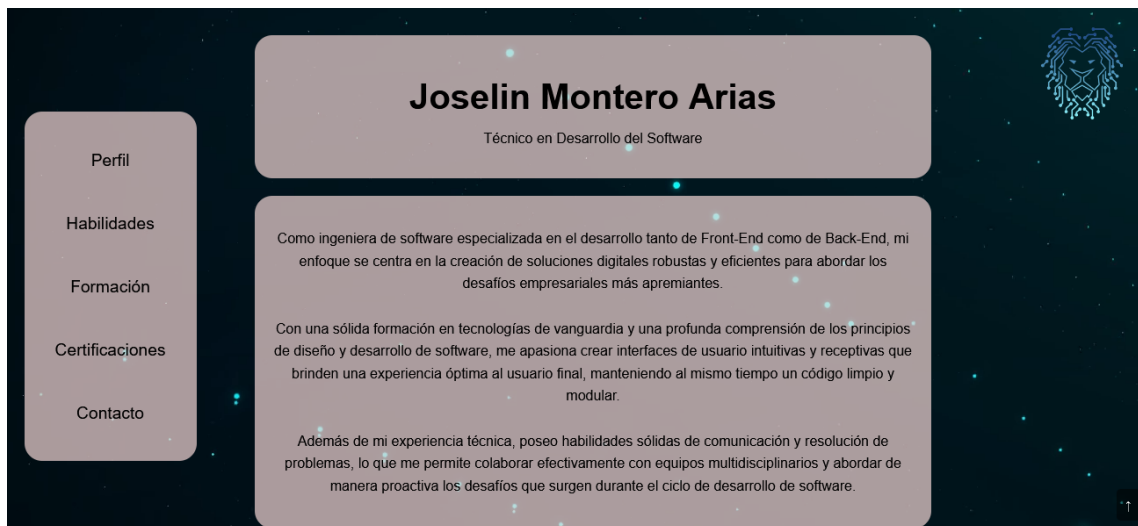 Joselin Montero Arias
Técnico en Desarrollo del Software
Perfil
Habilidades
Formación
Certificaciones
Contacto
Como ingeniera de software especializada en el desarrollo tanto de Front-End como de Back-End, mi
enfoque se centra en la creación de soluciones digitales robustas y eficientes para abordar los
desafíos empresariales más apremiantes.
Con una sólida formación en tecnologías de vanguardia y una profunda comprensión de los principios
de diseño y desarrollo de software, me apasiona crear interfaces de usuario intuitivas y receptivas que
brinden una experiencia óptima al usuario final, manteniendo al mismo tiempo un código limpio y
modular.
Además de mi experiencia técnica, poseo habilidades sólidas de comunicación y resolución de
problemas, lo que me permite colaborar efectivamente con equipos multidisciplinarios y abordar de
manera proactiva los desafíos que surgen durante el ciclo de desarrollo de software.
↑